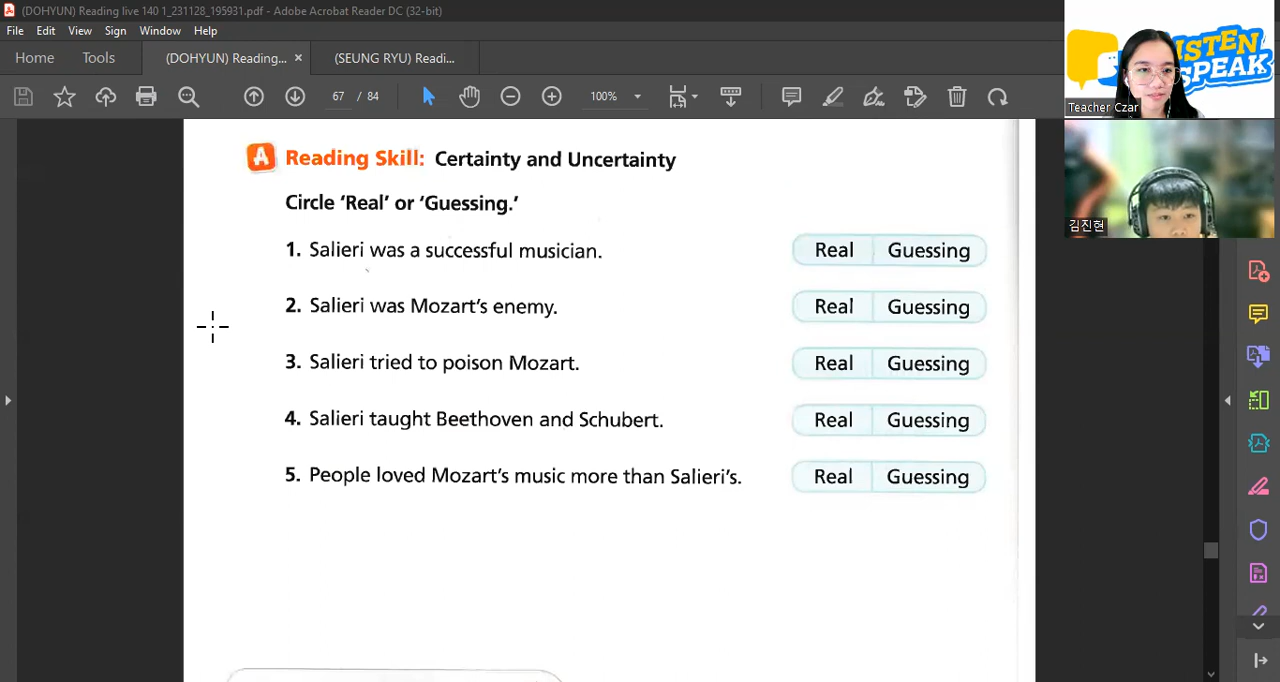 (DOHYUN) Reading live 140 1_231128_195931.pdf - Adobe Acrobat Reader DC (32-bit)
File Edit View Sign Window Help
Home Tools (DOHYUN) Reading... × (SEUNG RYU) Readi...
67 / 84 100%
A Reading Skill: Certainty and Uncertainty
Circle ‘Real’ or ‘Guessing.’
1. Salieri was a successful musician. Real Guessing
2. Salieri was Mozart’s enemy. Real Guessing
3. Salieri tried to poison Mozart. Real Guessing
4. Salieri taught Beethoven and Schubert. Real Guessing
5. People loved Mozart’s music more than Salieri’s. Real Guessing
SPEAK
Teacher Czar
김진현